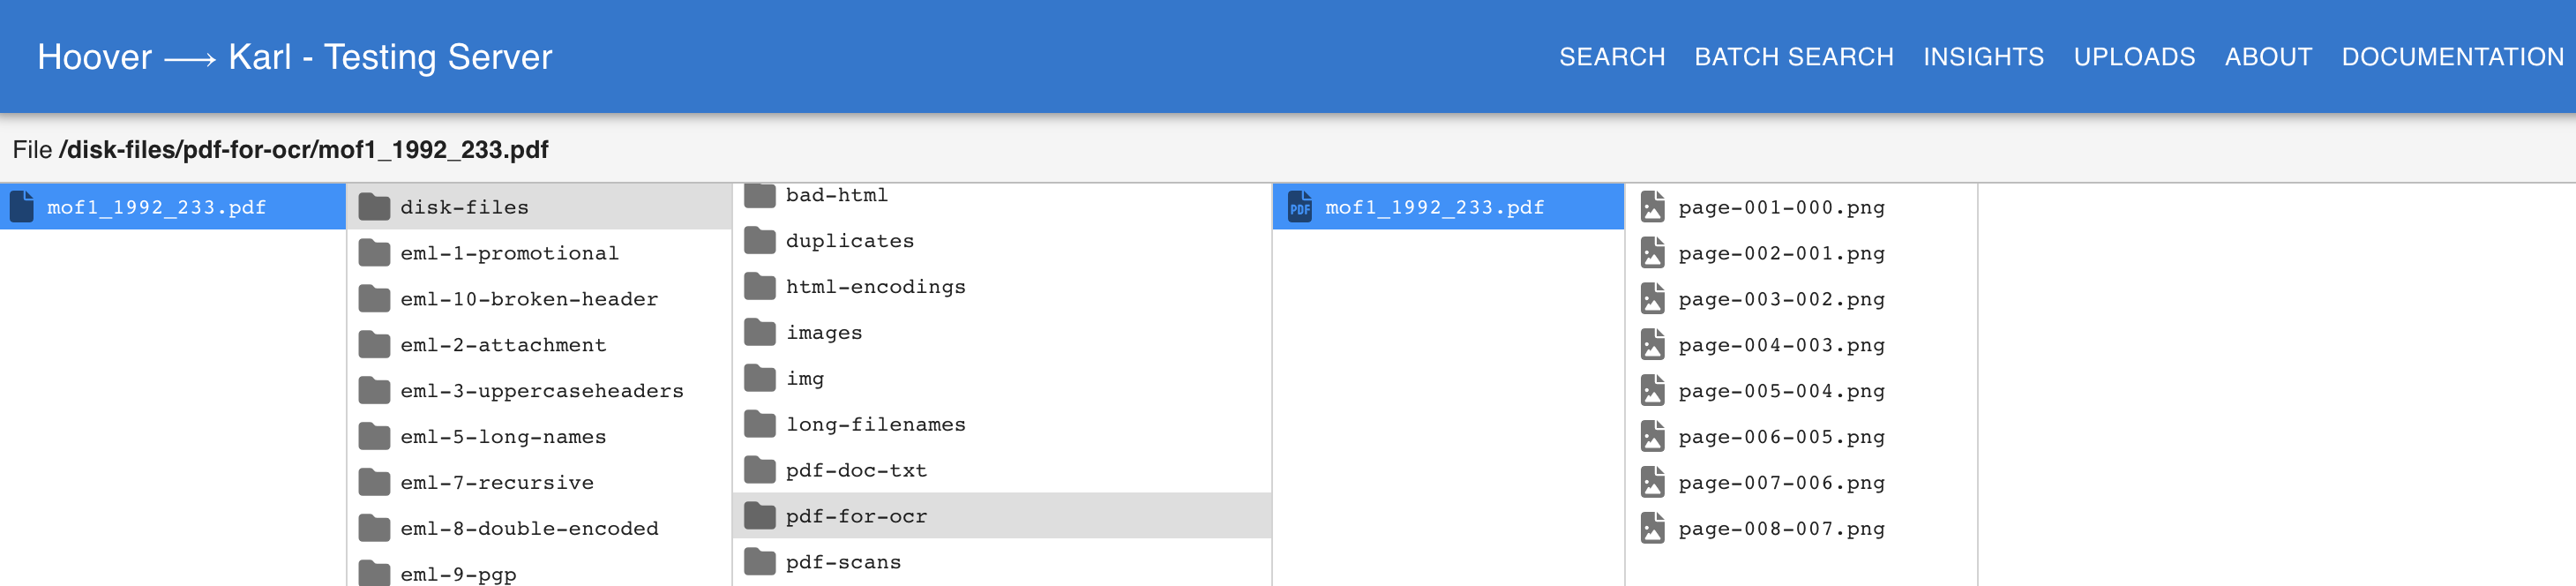 Hoover ⟶ Karl - Testing Server
SEARCH BATCH SEARCH INSIGHTS UPLOADS ABOUT DOCUMENTATION
File /disk-files/pdf-for-ocr/mof1_1992_233.pdf
mof1_1992_233.pdf
disk-files
eml-1-promotional
eml-10-broken-header
eml-2-attachment
eml-3-uppercaseheaders
eml-5-long-names
eml-7-recursive
eml-8-double-encoded
eml-9-pgp
bad-html
duplicates
html-encodings
images
img
long-filenames
pdf-doc-txt
pdf-for-ocr
pdf-scans
PDF mof1_1992_233.pdf
page-001-000.png
page-002-001.png
page-003-002.png
page-004-003.png
page-005-004.png
page-006-005.png
page-007-006.png
page-008-007.png